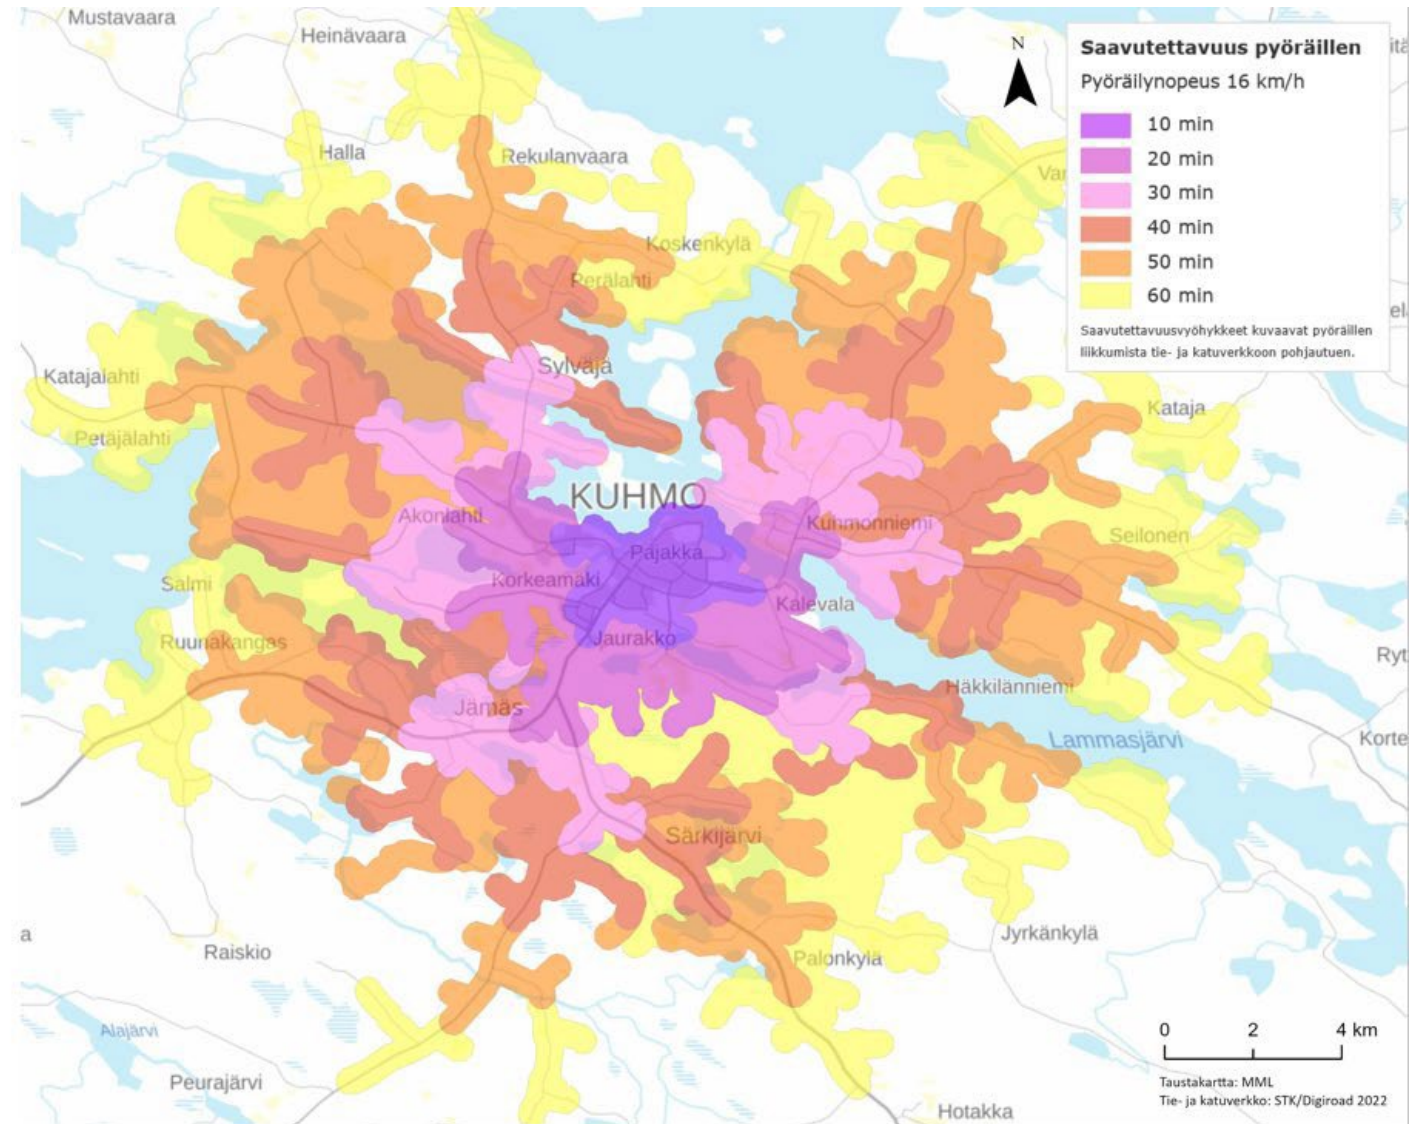 Mustavaara
Heinävaara
N
Saavutettavuus pyöräillen
Pyöräilynopeus 16 km/h
10 min
20 min
30 min
40 min
50 min
60 min
Saavutettavuusvyöhykkeet kuvaavat pyöräillen
liikkumista tie- ja katuverkkoon pohjautuen.
Halla
Rekulanvaara
Koskenkylä
Perälahti
Sylväjä
Katajalahti
Petäjälahti
Kataja
KUHMO
Akonlahti
Kuhmonniemi
Seilonen
Pajakka
Korkeamäki
Salmi
Kalevala
Ruunakangas
Jaurakko
Häkkilänniemi
Jämäs
Lammasjärvi
Särkijärvi
Raiskio
Jyrkänkylä
Palonkylä
Alajärvi
Peurajärvi
Hotakka
0 2 4 km
Taustakartta: MML
Tie- ja katuverkko: STK/Digiroad 2022